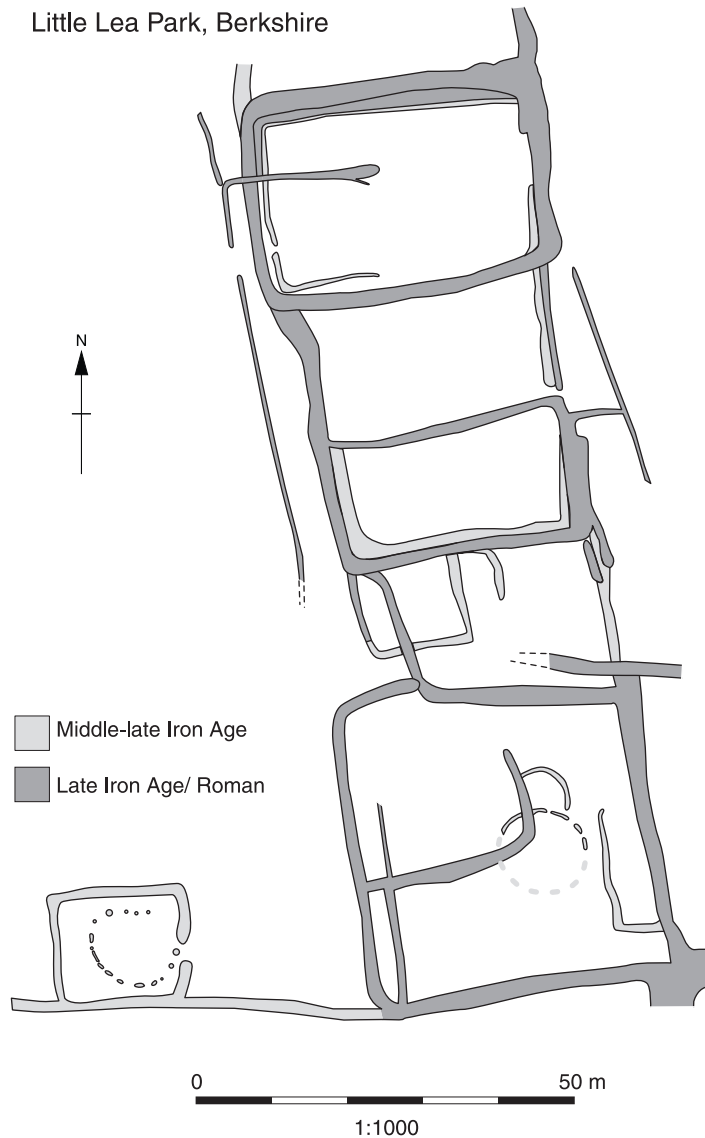 Little Lea Park, Berkshire
N
Middle-late Iron Age
Late Iron Age/ Roman
0 50 m
1:1000